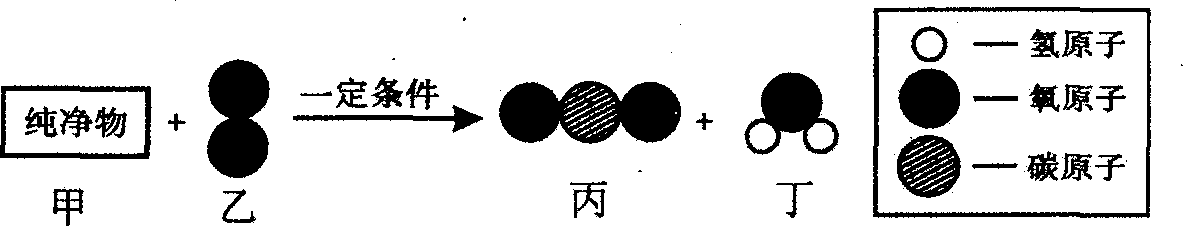 纯净物 + 一定条件 +
甲 乙 丙 丁
— 氢原子
— 氧原子
— 碳原子